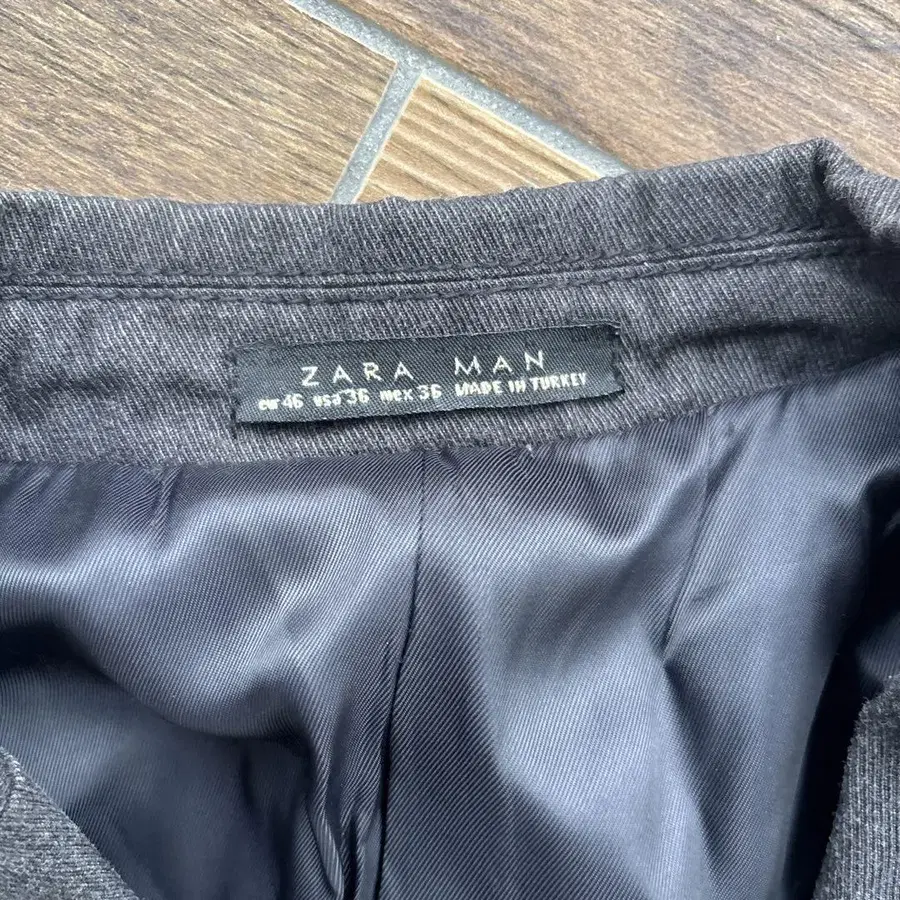 ZARA MAN
eur 46 usa 36 mex 36 MADE IN TURKEY